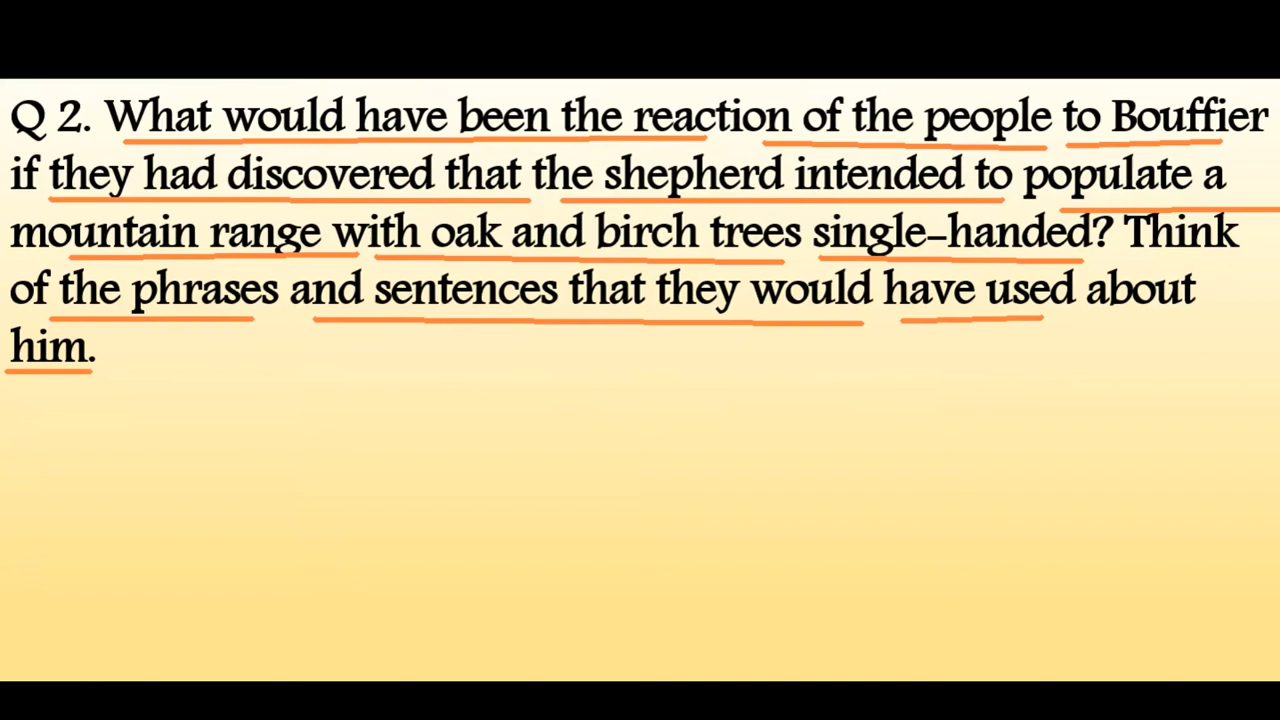 Q 2. What would have been the reaction of the people to Bouffier
if they had discovered that the shepherd intended to populate a
mountain range with oak and birch trees single-handed? Think
of the phrases and sentences that they would have used about
him.